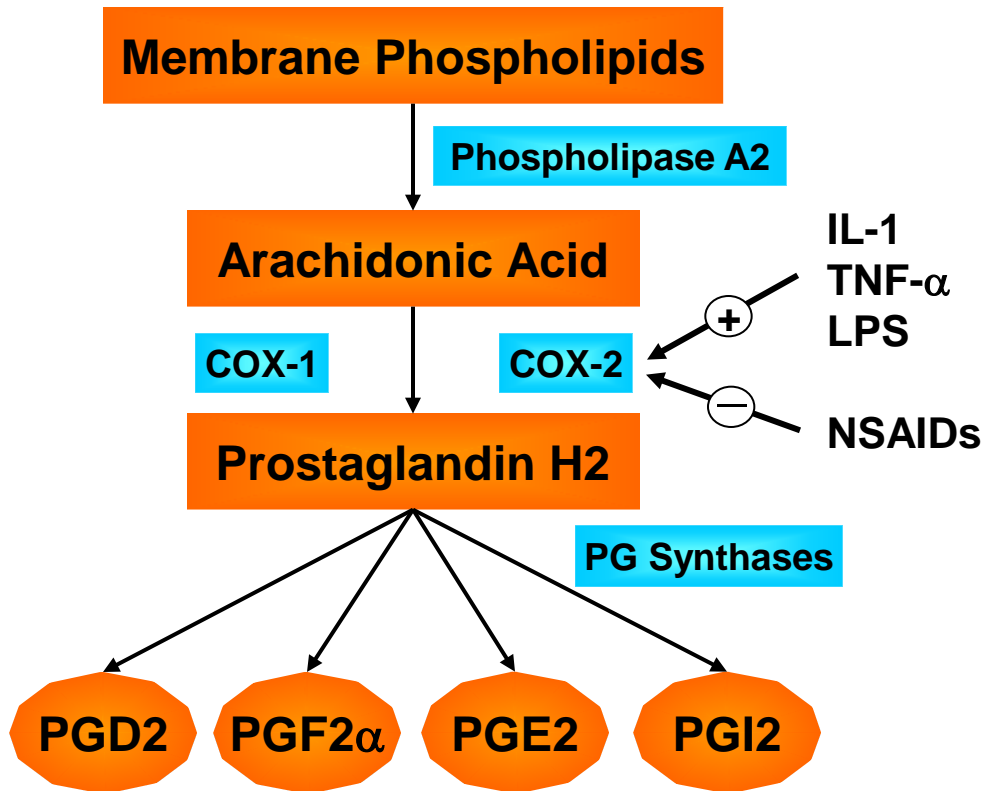 Membrane Phospholipids
Phospholipase A2
Arachidonic Acid
IL-1
TNF-α
LPS
+
COX-1
COX-2
−
NSAIDs
Prostaglandin H2
PG Synthases
PGD2
PGF2α
PGE2
PGI2